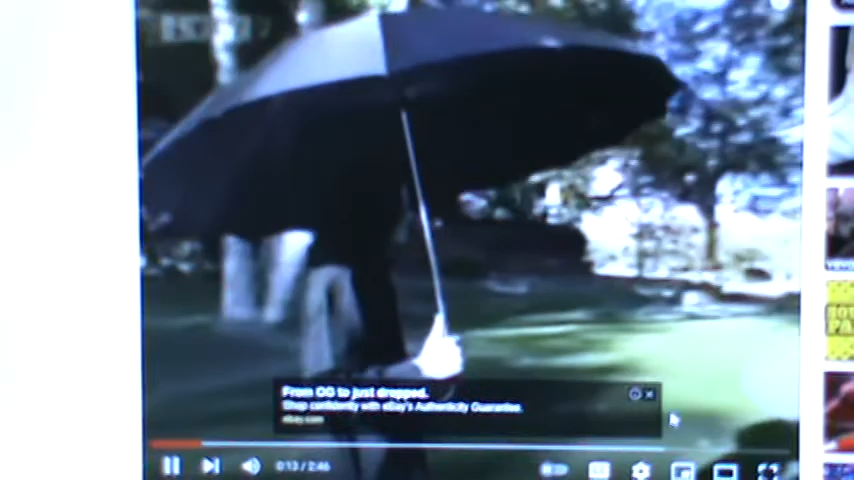 From OG to just dropped.
Shop confidently with eBay's Authenticity Guarantee.
ebay.com
0:13 / 2:46